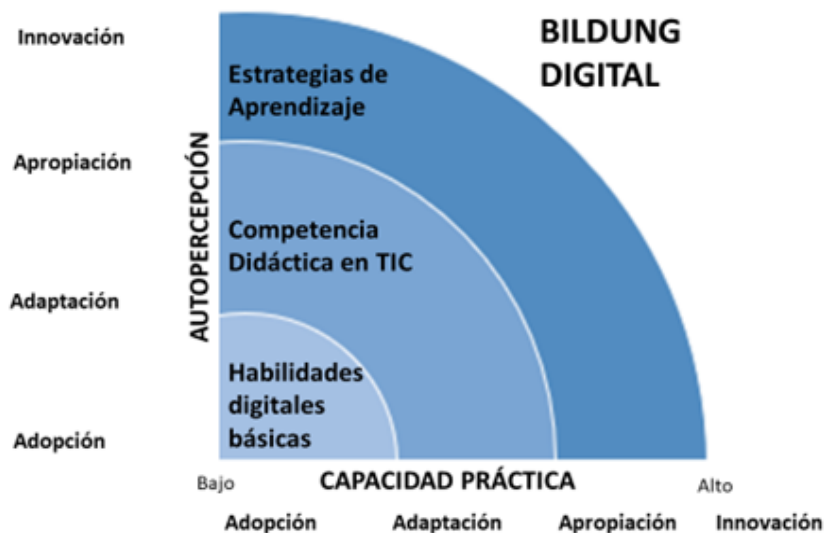 Innovación
BILDUNG
DIGITAL
Estrategias de
Aprendizaje
Apropiación
AUTOPERCEPCIÓN
Competencia
Didáctica en TIC
Adaptación
Habilidades
digitales
básicas
Adopción
Bajo
CAPACIDAD PRÁCTICA
Alto
Adopción
Adaptación
Apropiación
Innovación